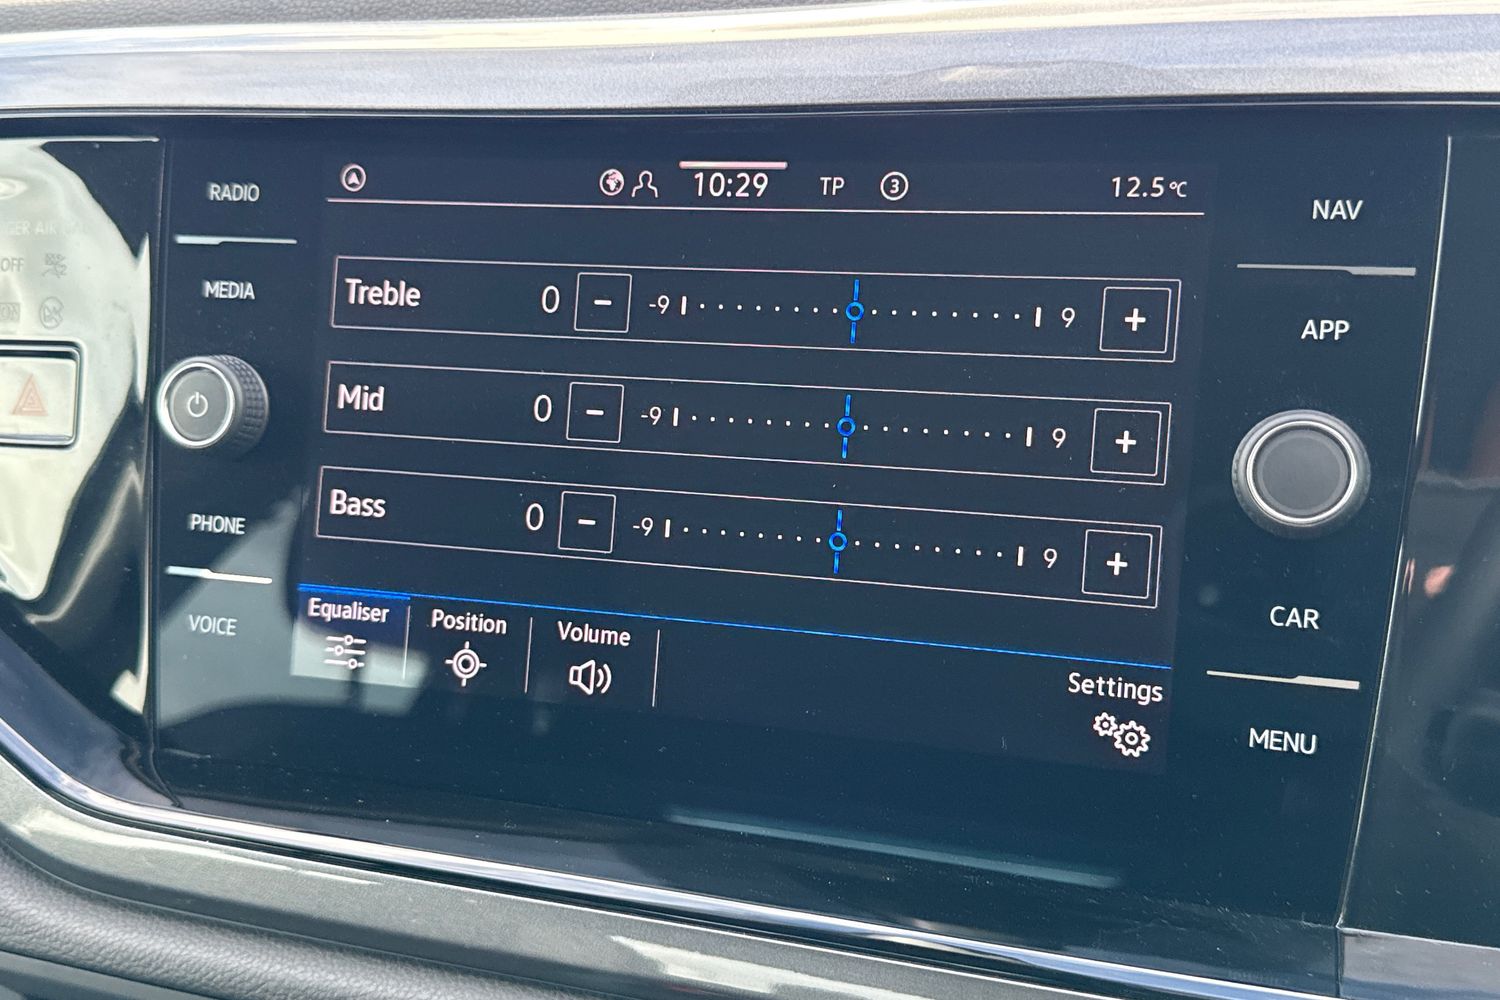 RADIO
MEDIA
PHONE
VOICE
10:29 TP 3 12.5°C
Treble 0 - -9 9 +
Mid 0 - -9 9 +
Bass 0 - -9 9 +
Equaliser Position Volume Settings
NAV
APP
CAR
MENU
OFF